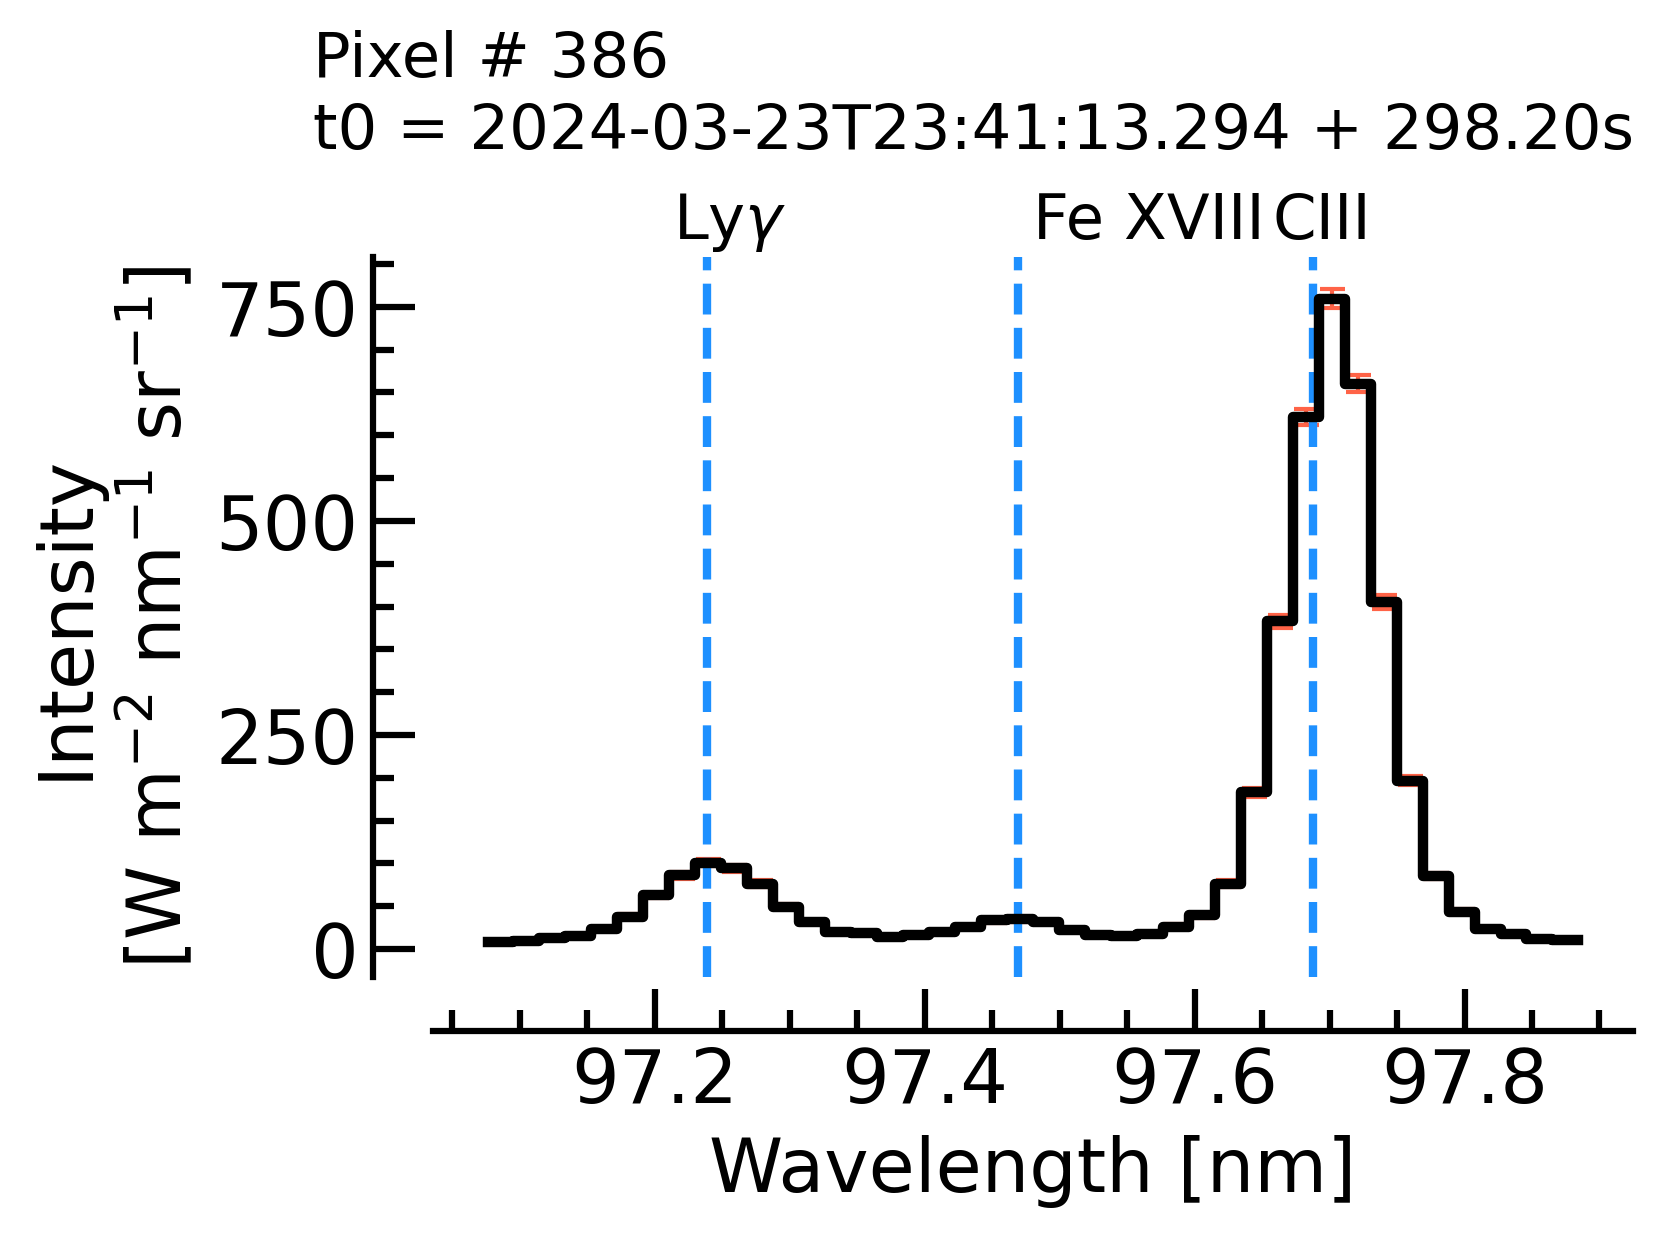 Pixel # 386
t0 = 2024-03-23T23:41:13.294 + 298.20s
Lyγ Fe XVIII CIII
Intensity
[W m⁻² nm⁻¹ sr⁻¹]
750
500
250
0
97.2 97.4 97.6 97.8
Wavelength [nm]